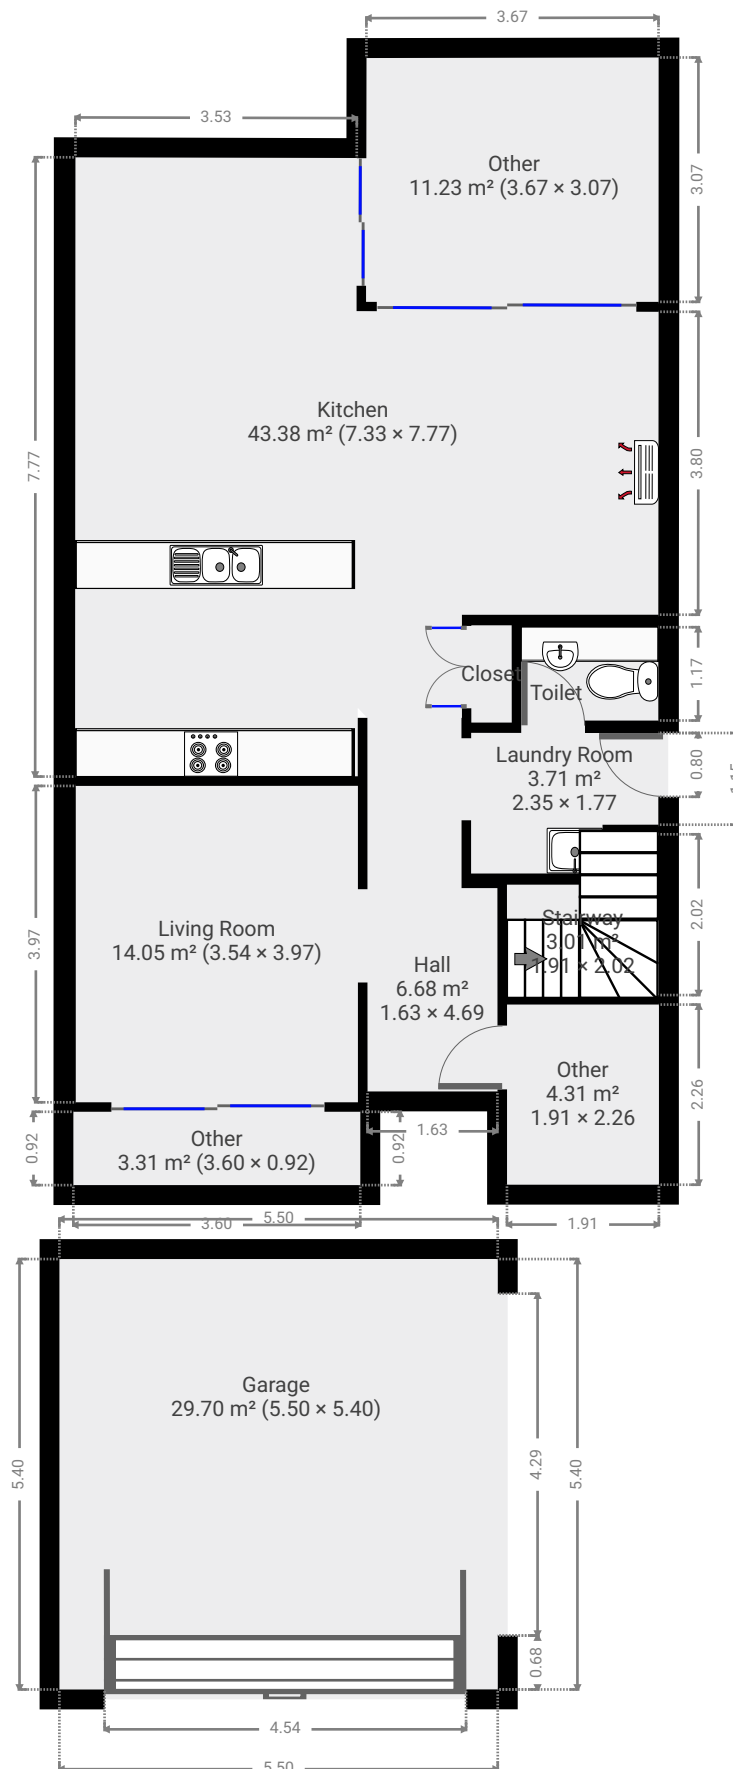 3.67
3.53
Other
11.23 m² (3.67 × 3.07)
3.07
Kitchen
43.38 m² (7.33 × 7.77)
7.77
3.80
Closet
Toilet
1.17
Laundry Room
3.71 m²
2.35 × 1.77
0.80
Stairway
3.01 m²
1.91 × 2.02
2.02
Living Room
14.05 m² (3.54 × 3.97)
3.97
Hall
6.68 m²
1.63 × 4.69
Other
4.31 m²
1.91 × 2.26
2.26
Other
3.31 m² (3.60 × 0.92)
0.92
0.92
1.63
5.50
3.60
1.91
Garage
29.70 m² (5.50 × 5.40)
5.40
4.29
5.40
0.68
4.54
5.50